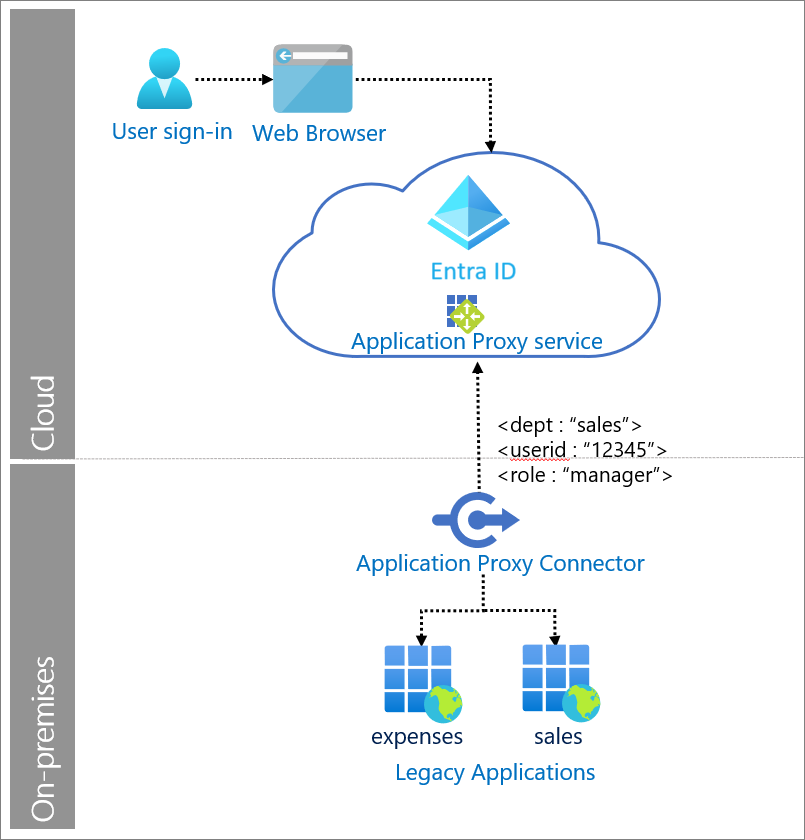 User sign-in
Web Browser
Entra ID
Application Proxy service
Cloud
<dept : “sales”>
<userid : “12345”>
<role : “manager”>
Application Proxy Connector
expenses
sales
Legacy Applications
On-premises